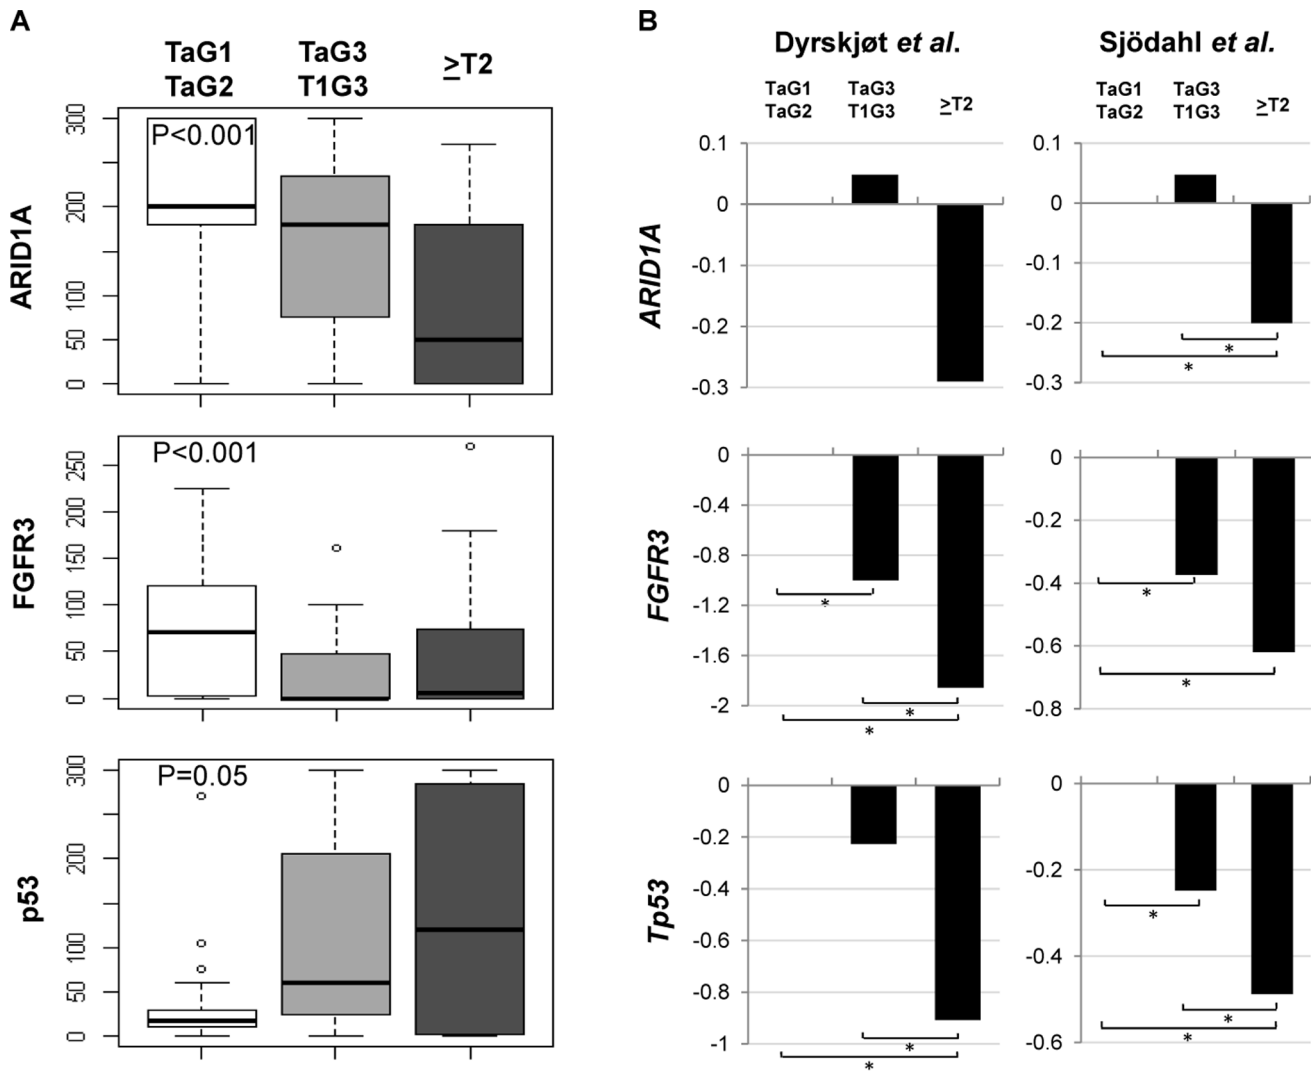 A
TaG1
TaG2
TaG3
T1G3
≥T2
ARID1A
300
200
100
50
0
P<0.001
FGFR3
250
200
150
100
50
0
P<0.001
p53
300
200
100
50
0
P=0.05
B
Dyrskjøt et al.
TaG1
TaG2
TaG3
T1G3
≥T2
Sjödahl et al.
TaG1
TaG2
TaG3
T1G3
≥T2
ARID1A
0.1
0
-0.1
-0.2
-0.3
0.1
0
-0.1
-0.2
-0.3
*
*
FGFR3
0
-0.4
-0.8
-1.2
-1.6
-2
*
*
*
0
-0.2
-0.4
-0.6
-0.8
*
*
Tp53
0
-0.2
-0.4
-0.6
-0.8
-1
*
*
0
-0.2
-0.4
-0.6
*
*
*